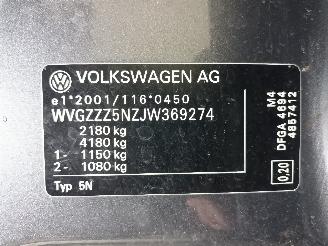 VOLKSWAGEN AG
e1*2001/116*0450
WVGZZZ5NZJW369274
2180 kg
4180 kg
1- 1150 kg
2- 1080 kg
Typ 5N
M4
DFGA 4694
4857412
0,20